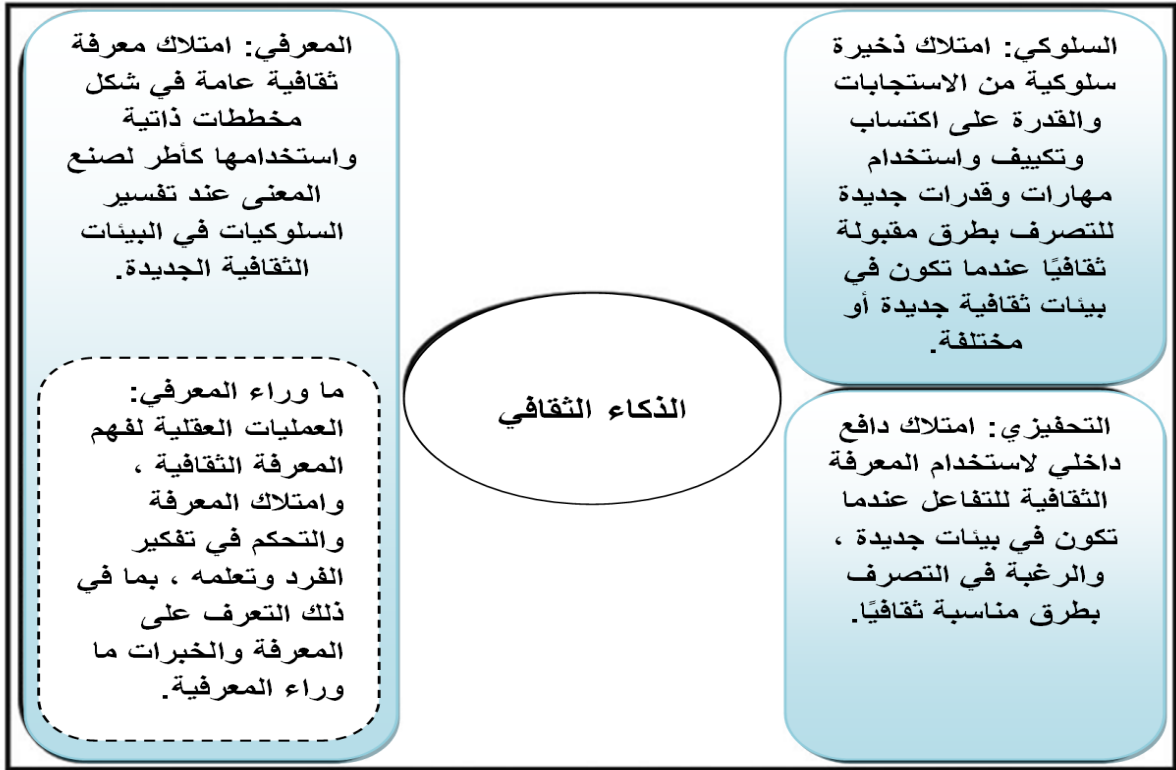 السلوكي: امتلاك ذخيرة
سلوكية من الاستجابات
والقدرة على اكتساب
وتكييف واستخدام
مهارات وقدرات جديدة
للتصرف بطرق مقبولة
ثقافيًا عندما تكون في
بيئات ثقافية جديدة أو
مختلفة.
التحفيزي: امتلاك دافع
داخلي لاستخدام المعرفة
الثقافية للتفاعل عندما
تكون في بيئات جديدة ،
والرغبة في التصرف
بطرق مناسبة ثقافيًا.
الذكاء الثقافي
المعرفي: امتلاك معرفة
ثقافية عامة في شكل
مخططات ذاتية
واستخدامها كأطر لصنع
المعنى عند تفسير
السلوكيات في البيئات
الثقافية الجديدة.
ما وراء المعرفي:
العمليات العقلية لفهم
المعرفة الثقافية ،
وامتلاك المعرفة
والتحكم في تفكير
الفرد وتعلمه ، بما في
ذلك التعرف على
المعرفة والخبرات ما
وراء المعرفية.